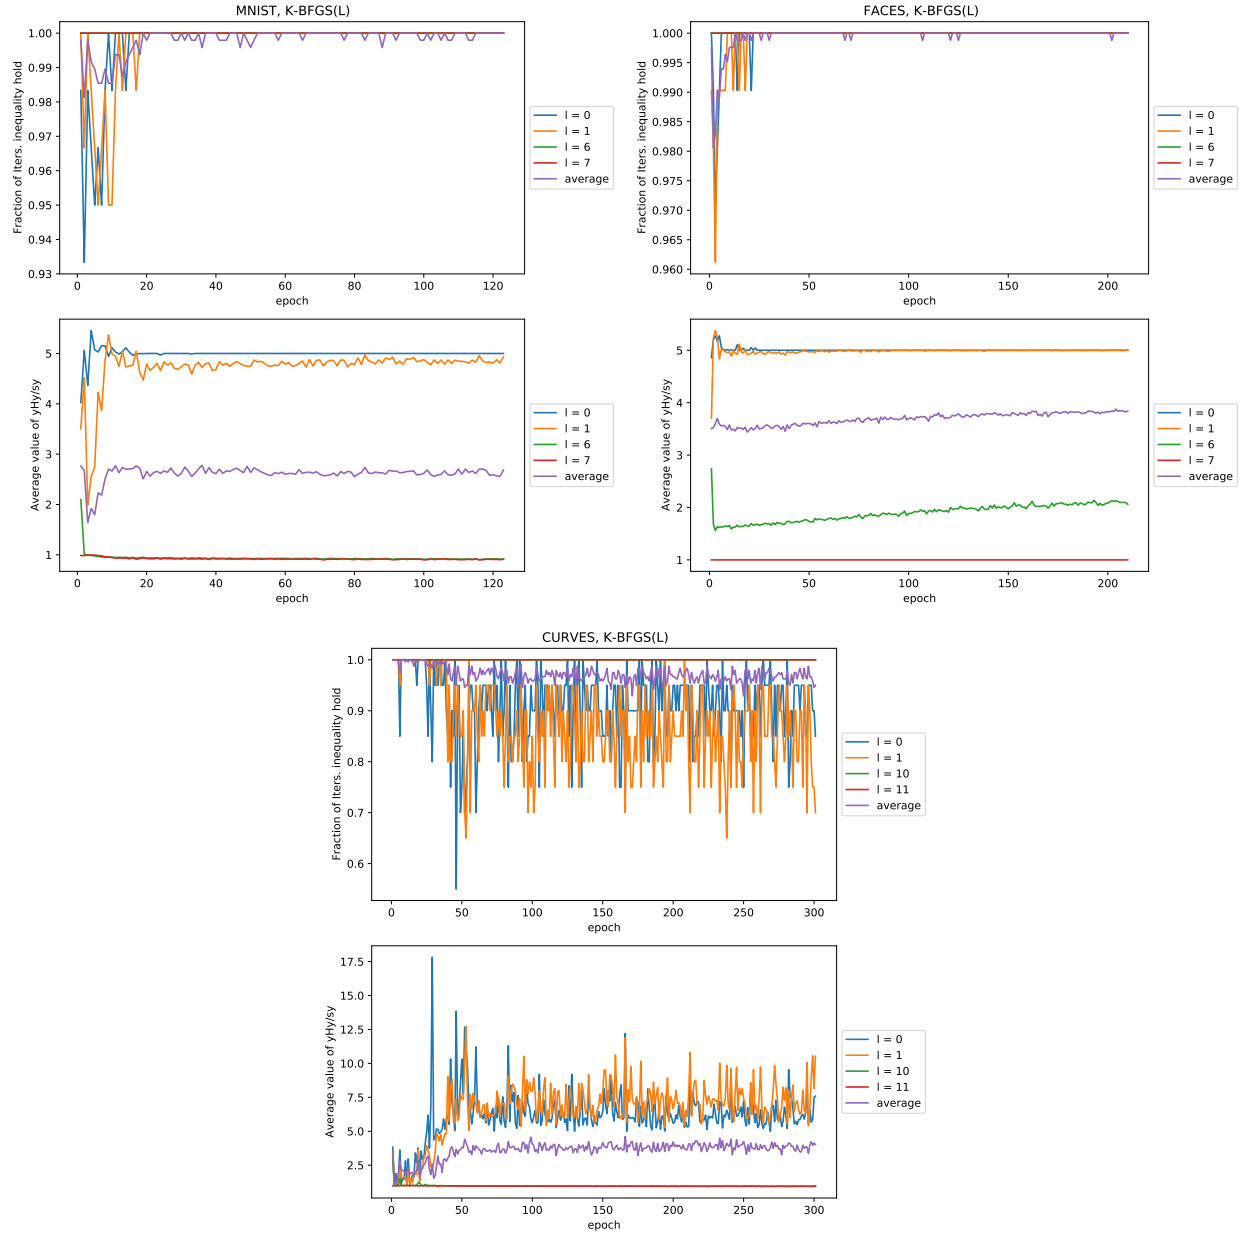 MNIST, K-BFGS(L)
Fraction of Iters. inequality hold
1.00
0.99
0.98
0.97
0.96
0.95
0.94
0.93
0 20 40 60 80 100 120
epoch
l = 0
l = 1
l = 6
l = 7
average
FACES, K-BFGS(L)
Fraction of Iters. inequality hold
1.000
0.995
0.990
0.985
0.980
0.975
0.970
0.965
0.960
0 50 100 150 200
epoch
l = 0
l = 1
l = 6
l = 7
average
Average value of yHy/sy
5
4
3
2
1
0 20 40 60 80 100 120
epoch
l = 0
l = 1
l = 6
l = 7
average
Average value of yHy/sy
5
4
3
2
1
0 50 100 150 200
epoch
l = 0
l = 1
l = 6
l = 7
average
CURVES, K-BFGS(L)
Fraction of Iters. inequality hold
1.0
0.9
0.8
0.7
0.6
0 50 100 150 200 250 300
epoch
l = 0
l = 1
l = 10
l = 11
average
Average value of yHy/sy
17.5
15.0
12.5
10.0
7.5
5.0
2.5
0 50 100 150 200 250 300
epoch
l = 0
l = 1
l = 10
l = 11
average